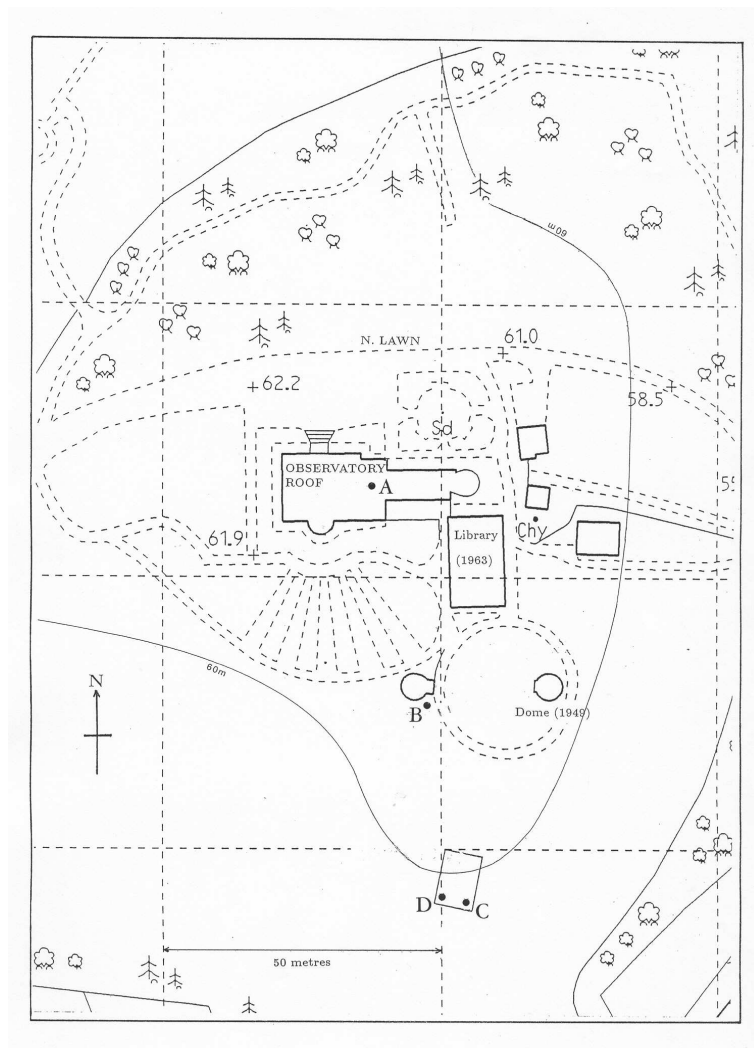 60m
N. LAWN
61.0
62.2
58.5
Sd
OBSERVATORY
ROOF
A
55
61.9
Library
(1963)
Chy
60m
N
B
Dome (1949)
D
C
50 metres